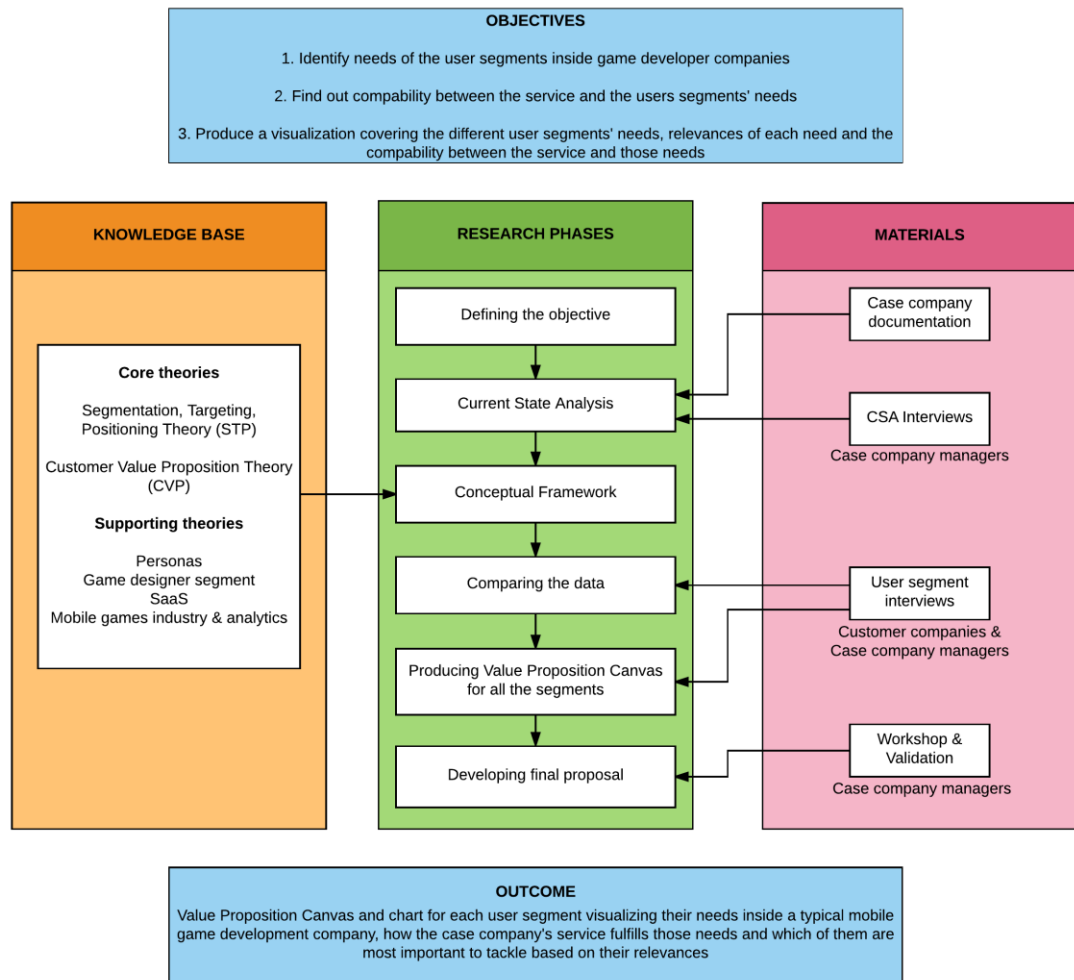 OBJECTIVES
1. Identify needs of the user segments inside game developer companies
2. Find out compability between the service and the users segments' needs
3. Produce a visualization covering the different user segments' needs, relevances of each need and the
compability between the service and those needs
KNOWLEDGE BASE
Core theories
Segmentation, Targeting,
Positioning Theory (STP)
Customer Value Proposition Theory
(CVP)
Supporting theories
Personas
Game designer segment
SaaS
Mobile games industry & analytics
RESEARCH PHASES
Defining the objective
Current State Analysis
Conceptual Framework
Comparing the data
Producing Value Proposition Canvas
for all the segments
Developing final proposal
MATERIALS
Case company
documentation
CSA Interviews
Case company managers
User segment
interviews
Customer companies &
Case company managers
Workshop &
Validation
Case company managers
OUTCOME
Value Proposition Canvas and chart for each user segment visualizing their needs inside a typical mobile
game development company, how the case company's service fulfills those needs and which of them are
most important to tackle based on their relevances